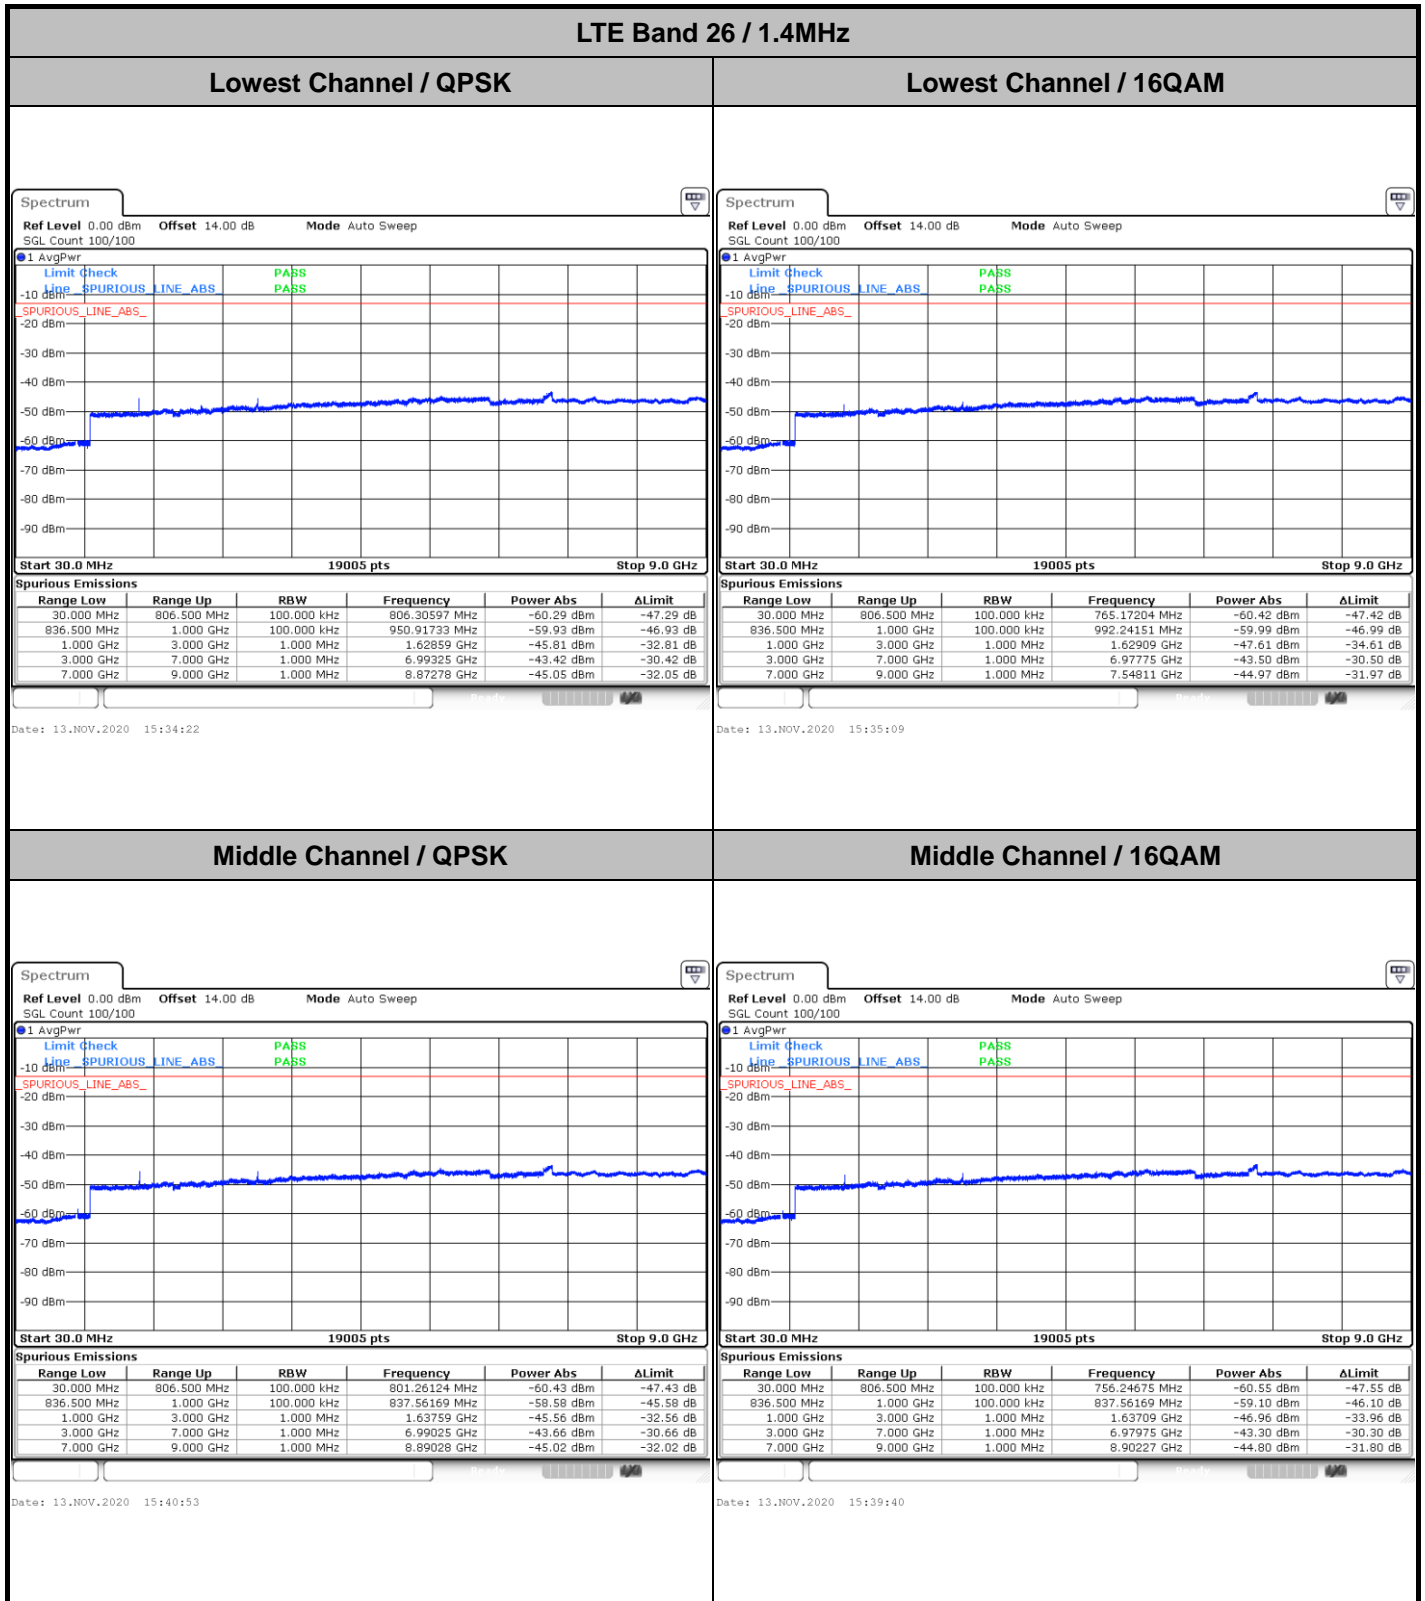 LTE Band 26 / 1.4MHz
Lowest Channel / QPSK
Lowest Channel / 16QAM
Spectrum
Ref Level 0.00 dBm Offset 14.00 dB Mode Auto Sweep
SGL Count 100/100
1 AvgPwr
Limit Check PASS
Line _SPURIOUS_LINE_ABS_ PASS
-10 dBm
_SPURIOUS_LINE_ABS_
-20 dBm
-30 dBm
-40 dBm
-50 dBm
-60 dBm
-70 dBm
-80 dBm
-90 dBm
Start 30.0 MHz 19005 pts Stop 9.0 GHz
Spurious Emissions
Range Low Range Up RBW Frequency Power Abs ΔLimit
30.000 MHz 806.500 MHz 100.000 kHz 806.30597 MHz -60.29 dBm -47.29 dB
836.500 MHz 1.000 GHz 100.000 kHz 950.91733 MHz -59.93 dBm -46.93 dB
1.000 GHz 3.000 GHz 1.000 MHz 1.62859 GHz -45.81 dBm -32.81 dB
3.000 GHz 7.000 GHz 1.000 MHz 6.99325 GHz -43.42 dBm -30.42 dB
7.000 GHz 9.000 GHz 1.000 MHz 8.87278 GHz -45.05 dBm -32.05 dB
Ready
Date: 13.NOV.2020 15:34:22
Spectrum
Ref Level 0.00 dBm Offset 14.00 dB Mode Auto Sweep
SGL Count 100/100
1 AvgPwr
Limit Check PASS
Line _SPURIOUS_LINE_ABS_ PASS
-10 dBm
_SPURIOUS_LINE_ABS_
-20 dBm
-30 dBm
-40 dBm
-50 dBm
-60 dBm
-70 dBm
-80 dBm
-90 dBm
Start 30.0 MHz 19005 pts Stop 9.0 GHz
Spurious Emissions
Range Low Range Up RBW Frequency Power Abs ΔLimit
30.000 MHz 806.500 MHz 100.000 kHz 765.17204 MHz -60.42 dBm -47.42 dB
836.500 MHz 1.000 GHz 100.000 kHz 992.24151 MHz -59.99 dBm -46.99 dB
1.000 GHz 3.000 GHz 1.000 MHz 1.62909 GHz -47.61 dBm -34.61 dB
3.000 GHz 7.000 GHz 1.000 MHz 6.97775 GHz -43.50 dBm -30.50 dB
7.000 GHz 9.000 GHz 1.000 MHz 7.54811 GHz -44.97 dBm -31.97 dB
Ready
Date: 13.NOV.2020 15:35:09
Middle Channel / QPSK
Middle Channel / 16QAM
Spectrum
Ref Level 0.00 dBm Offset 14.00 dB Mode Auto Sweep
SGL Count 100/100
1 AvgPwr
Limit Check PASS
Line _SPURIOUS_LINE_ABS_ PASS
-10 dBm
_SPURIOUS_LINE_ABS_
-20 dBm
-30 dBm
-40 dBm
-50 dBm
-60 dBm
-70 dBm
-80 dBm
-90 dBm
Start 30.0 MHz 19005 pts Stop 9.0 GHz
Spurious Emissions
Range Low Range Up RBW Frequency Power Abs ΔLimit
30.000 MHz 806.500 MHz 100.000 kHz 801.26124 MHz -60.43 dBm -47.43 dB
836.500 MHz 1.000 GHz 100.000 kHz 837.56169 MHz -58.58 dBm -45.58 dB
1.000 GHz 3.000 GHz 1.000 MHz 1.63759 GHz -45.56 dBm -32.56 dB
3.000 GHz 7.000 GHz 1.000 MHz 6.99025 GHz -43.66 dBm -30.66 dB
7.000 GHz 9.000 GHz 1.000 MHz 8.89028 GHz -45.02 dBm -32.02 dB
Ready
Date: 13.NOV.2020 15:40:53
Spectrum
Ref Level 0.00 dBm Offset 14.00 dB Mode Auto Sweep
SGL Count 100/100
1 AvgPwr
Limit Check PASS
Line _SPURIOUS_LINE_ABS_ PASS
-10 dBm
_SPURIOUS_LINE_ABS_
-20 dBm
-30 dBm
-40 dBm
-50 dBm
-60 dBm
-70 dBm
-80 dBm
-90 dBm
Start 30.0 MHz 19005 pts Stop 9.0 GHz
Spurious Emissions
Range Low Range Up RBW Frequency Power Abs ΔLimit
30.000 MHz 806.500 MHz 100.000 kHz 756.24675 MHz -60.55 dBm -47.55 dB
836.500 MHz 1.000 GHz 100.000 kHz 837.56169 MHz -59.10 dBm -46.10 dB
1.000 GHz 3.000 GHz 1.000 MHz 1.63709 GHz -46.96 dBm -33.96 dB
3.000 GHz 7.000 GHz 1.000 MHz 6.97975 GHz -43.30 dBm -30.30 dB
7.000 GHz 9.000 GHz 1.000 MHz 8.90227 GHz -44.80 dBm -31.80 dB
Ready
Date: 13.NOV.2020 15:39:40